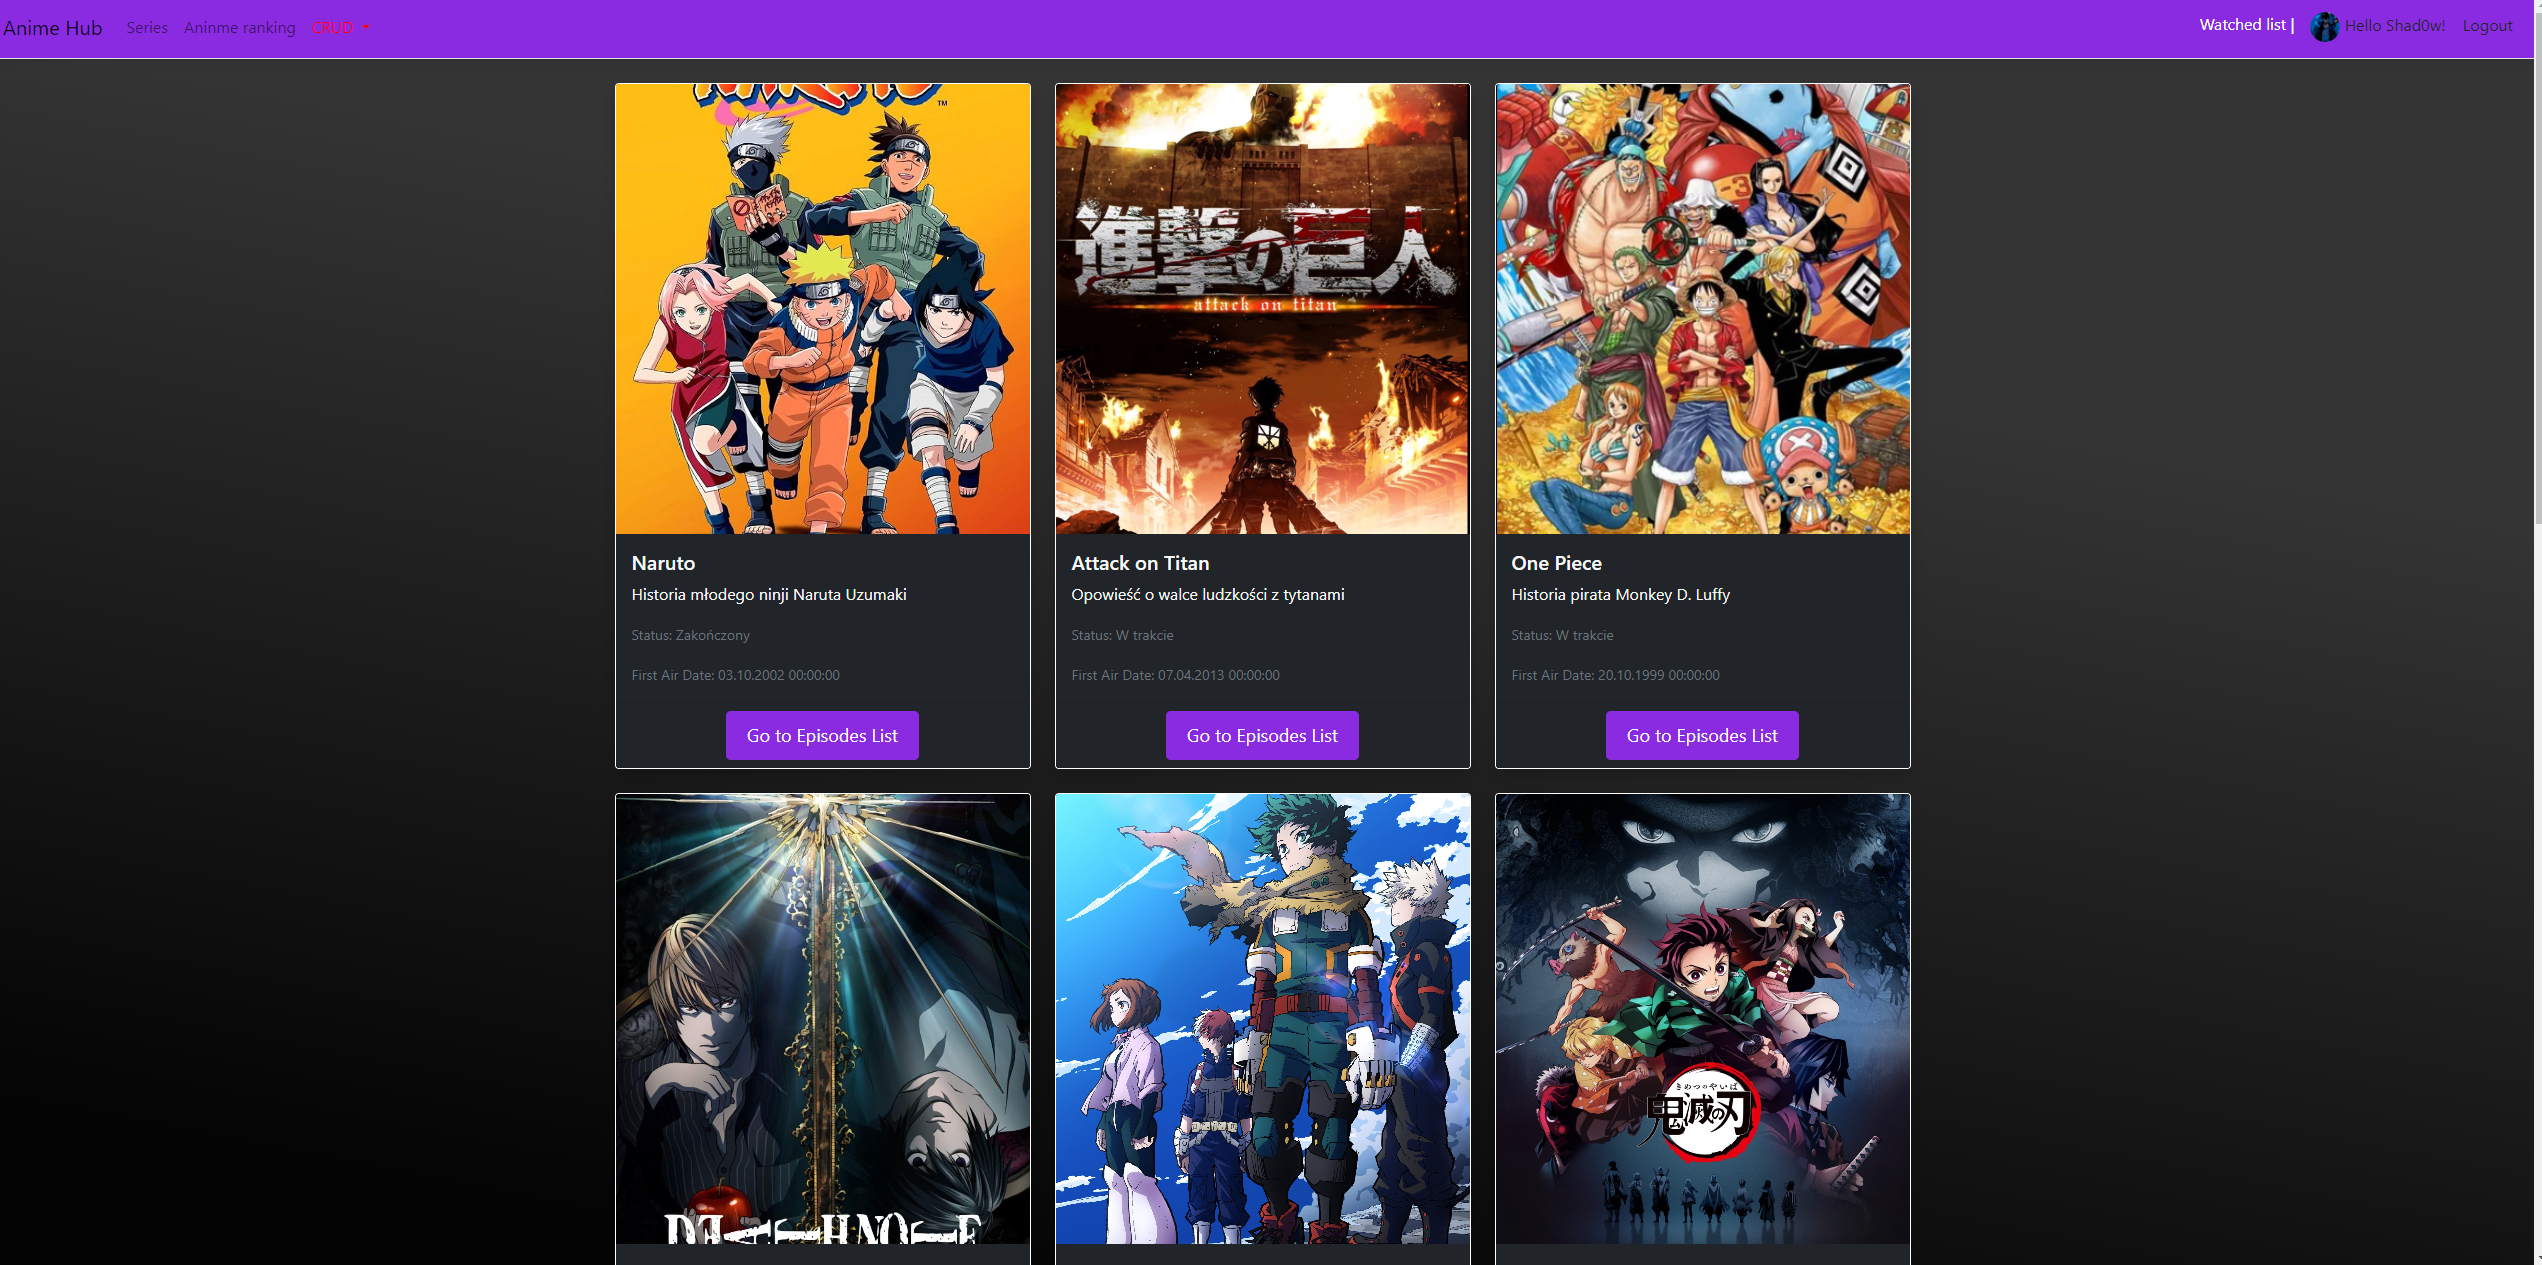 Anime Hub Series Aninme ranking CRUD Watched list | Hello Shad0w! Logout
NARUTO
TM
進撃の巨人
attack on titan
Naruto
Historia młodego ninji Naruta Uzumaki
Status: Zakończony
First Air Date: 03.10.2002 00:00:00
Go to Episodes List
Attack on Titan
Opowieść o walce ludzkości z tytanami
Status: W trakcie
First Air Date: 07.04.2013 00:00:00
Go to Episodes List
One Piece
Historia pirata Monkey D. Luffy
Status: W trakcie
First Air Date: 20.10.1999 00:00:00
Go to Episodes List
DEATH NOTE
きめつのやいば
鬼滅の刃